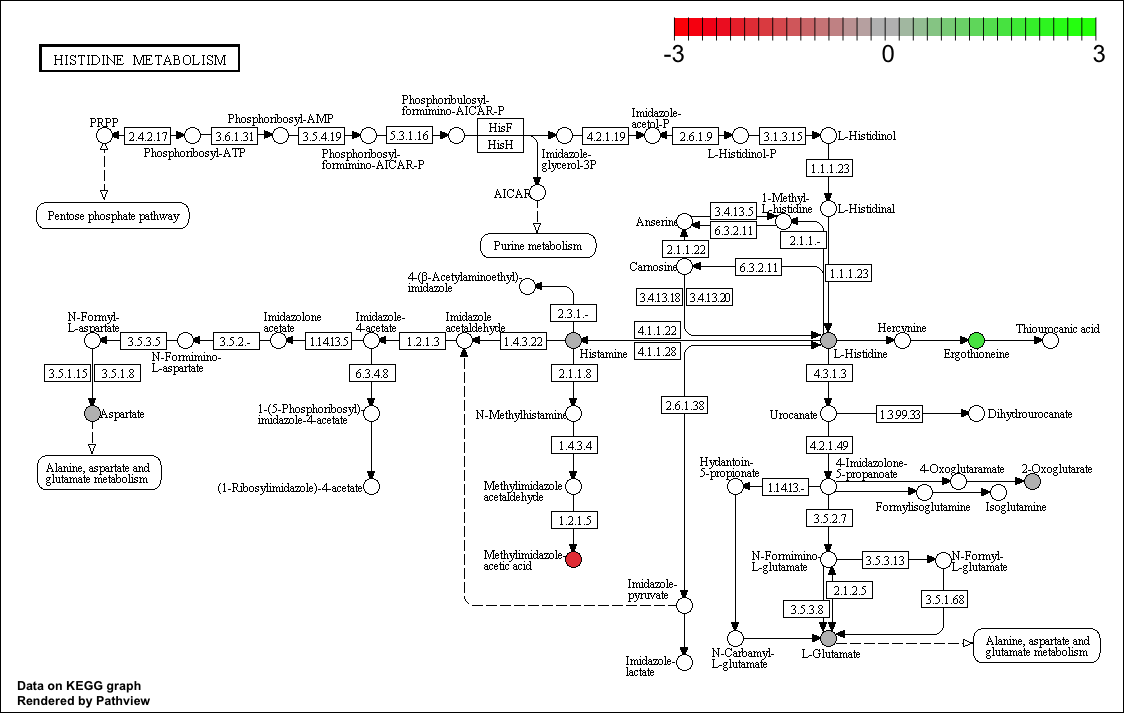 HISTIDINE METABOLISM
-3
0
3
Phosphoribulosyl-
formimino-AICAR-P
PRPP
Phosphoribosyl-AMP
Imidazole-
acetol-P
2.4.2.17
3.6.1.31
3.5.4.19
5.3.1.16
HisF
HisH
4.2.1.19
2.6.1.9
3.1.3.15
L-Histidinol
Phosphoribosyl-ATP
Phosphoribosyl-
formimino-AICAR-P
Imidazole-
glycerol-3P
L-Histidinol-P
1.1.1.23
AICAR
Pentose phosphate pathway
Purine metabolism
1-Methyl-
L-histidine
3.4.13.5
L-Histidinal
Anserine
6.3.2.11
2.1.1.-
2.1.1.22
Carnosine
6.3.2.11
1.1.1.23
4-(β-Acetylaminoethyl)-
imidazole
3.4.13.18
3.4.13.20
2.3.1.-
N-Formyl-
L-aspartate
Imidazolone
acetate
Imidazole-
4-acetate
Imidazole
acetaldehyde
4.1.1.22
Hercynine
Thiourocanic acid
3.5.3.5
3.5.2.-
1.14.13.5
1.2.1.3
1.4.3.22
Histamine
4.1.1.28
L-Histidine
Ergothioneine
N-Formimino-
L-aspartate
3.5.1.15
3.5.1.8
6.3.4.8
2.1.1.8
4.3.1.3
Aspartate
1-(5-Phosphoribosyl)-
imidazole-4-acetate
N-Methylhistamine
2.6.1.38
Urocanate
1.3.99.33
Dihydrourocanate
1.4.3.4
4.2.1.49
Alanine, aspartate and
glutamate metabolism
Hydantoin-
5-propionate
4-Imidazolone-
5-propanoate
4-Oxoglutaramate
2-Oxoglutarate
(1-Ribosylimidazole)-4-acetate
Methylimidazole
acetaldehyde
1.14.13.-
Formylisoglutamine
Isoglutamine
1.2.1.5
3.5.2.7
Methylimidazole-
acetic acid
N-Formimino-
L-glutamate
3.5.3.13
N-Formyl-
L-glutamate
Imidazole-
pyruvate
2.1.2.5
3.5.3.8
3.5.1.68
N-Carbamyl-
L-glutamate
L-Glutamate
Alanine, aspartate and
glutamate metabolism
Imidazole-
lactate
Data on KEGG graph
Rendered by Pathview